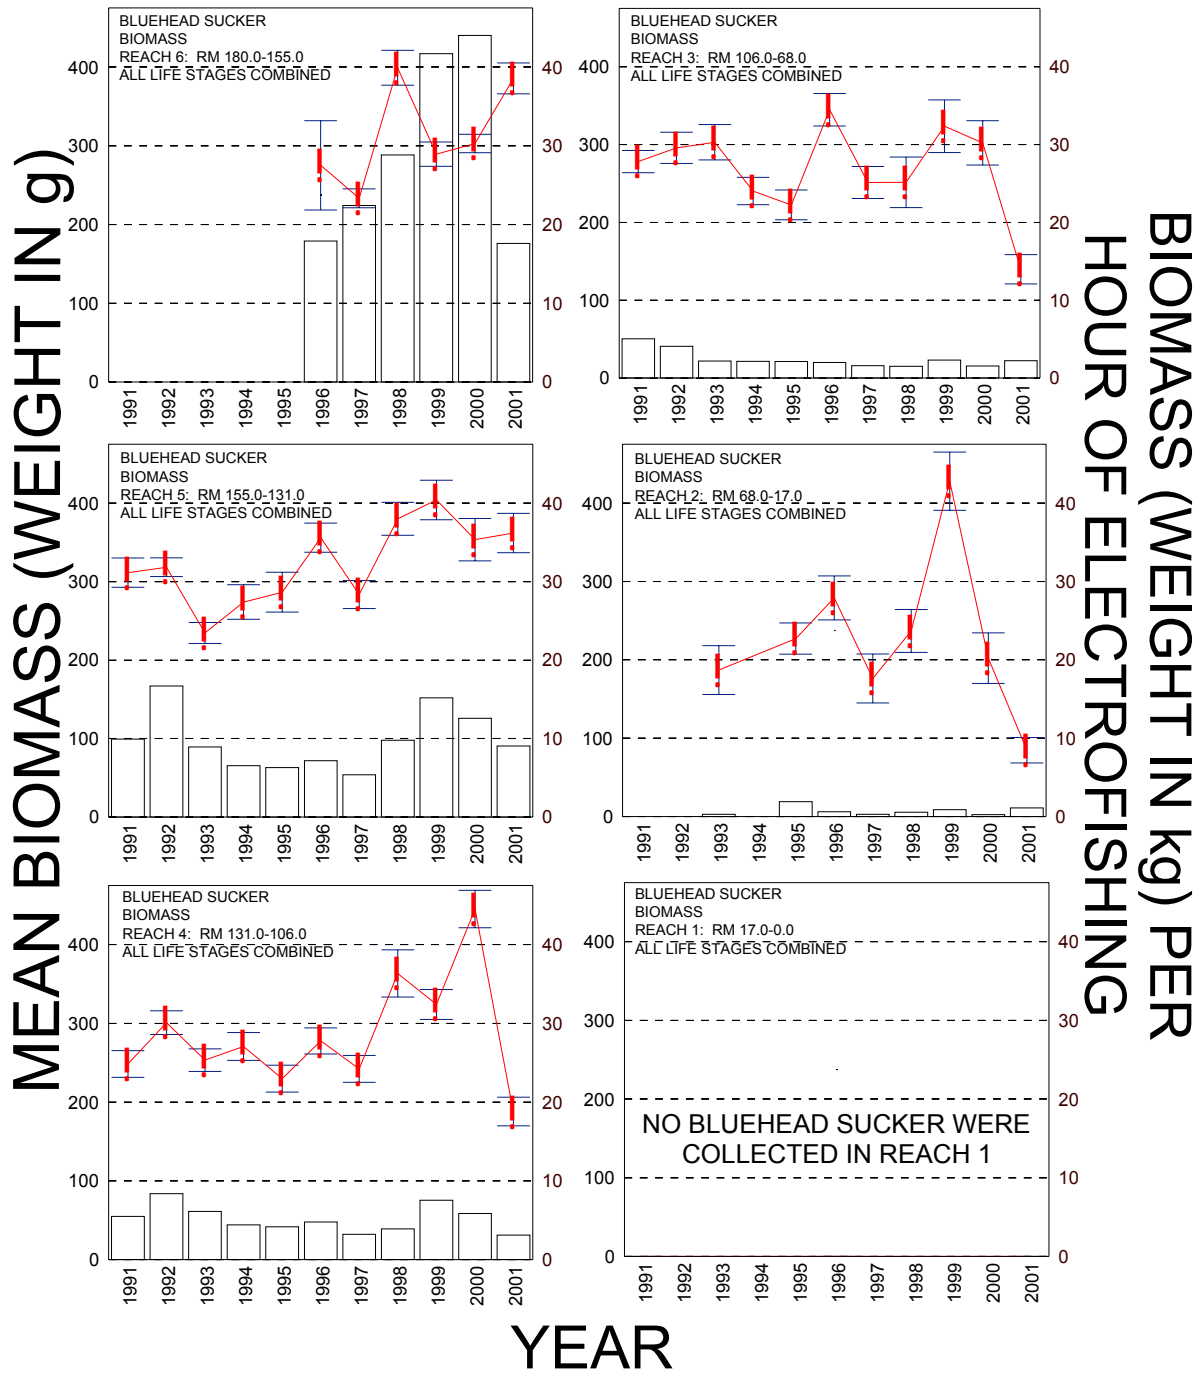 MEAN BIOMASS (WEIGHT IN g)
BLUEHEAD SUCKER
BIOMASS
REACH 6: RM 180.0-155.0
ALL LIFE STAGES COMBINED
400
300
200
100
0
40
30
20
10
0
1991 1992 1993 1994 1995 1996 1997 1998 1999 2000 2001
BLUEHEAD SUCKER
BIOMASS
REACH 3: RM 106.0-68.0
ALL LIFE STAGES COMBINED
400
300
200
100
0
40
30
20
10
0
1991 1992 1993 1994 1995 1996 1997 1998 1999 2000 2001
BLUEHEAD SUCKER
BIOMASS
REACH 5: RM 155.0-131.0
ALL LIFE STAGES COMBINED
400
300
200
100
0
40
30
20
10
0
1991 1992 1993 1994 1995 1996 1997 1998 1999 2000 2001
BLUEHEAD SUCKER
BIOMASS
REACH 2: RM 68.0-17.0
ALL LIFE STAGES COMBINED
400
300
200
100
0
40
30
20
10
0
1991 1992 1993 1994 1995 1996 1997 1998 1999 2000 2001
BLUEHEAD SUCKER
BIOMASS
REACH 4: RM 131.0-106.0
ALL LIFE STAGES COMBINED
400
300
200
100
0
40
30
20
10
0
1991 1992 1993 1994 1995 1996 1997 1998 1999 2000 2001
BLUEHEAD SUCKER
BIOMASS
REACH 1: RM 17.0-0.0
ALL LIFE STAGES COMBINED
400
300
200
100
0
40
30
20
10
0
NO BLUEHEAD SUCKER WERE
COLLECTED IN REACH 1
1991 1992 1993 1994 1995 1996 1997 1998 1999 2000 2001
BIOMASS (WEIGHT IN kg) PER
HOUR OF ELECTROFISHING
YEAR